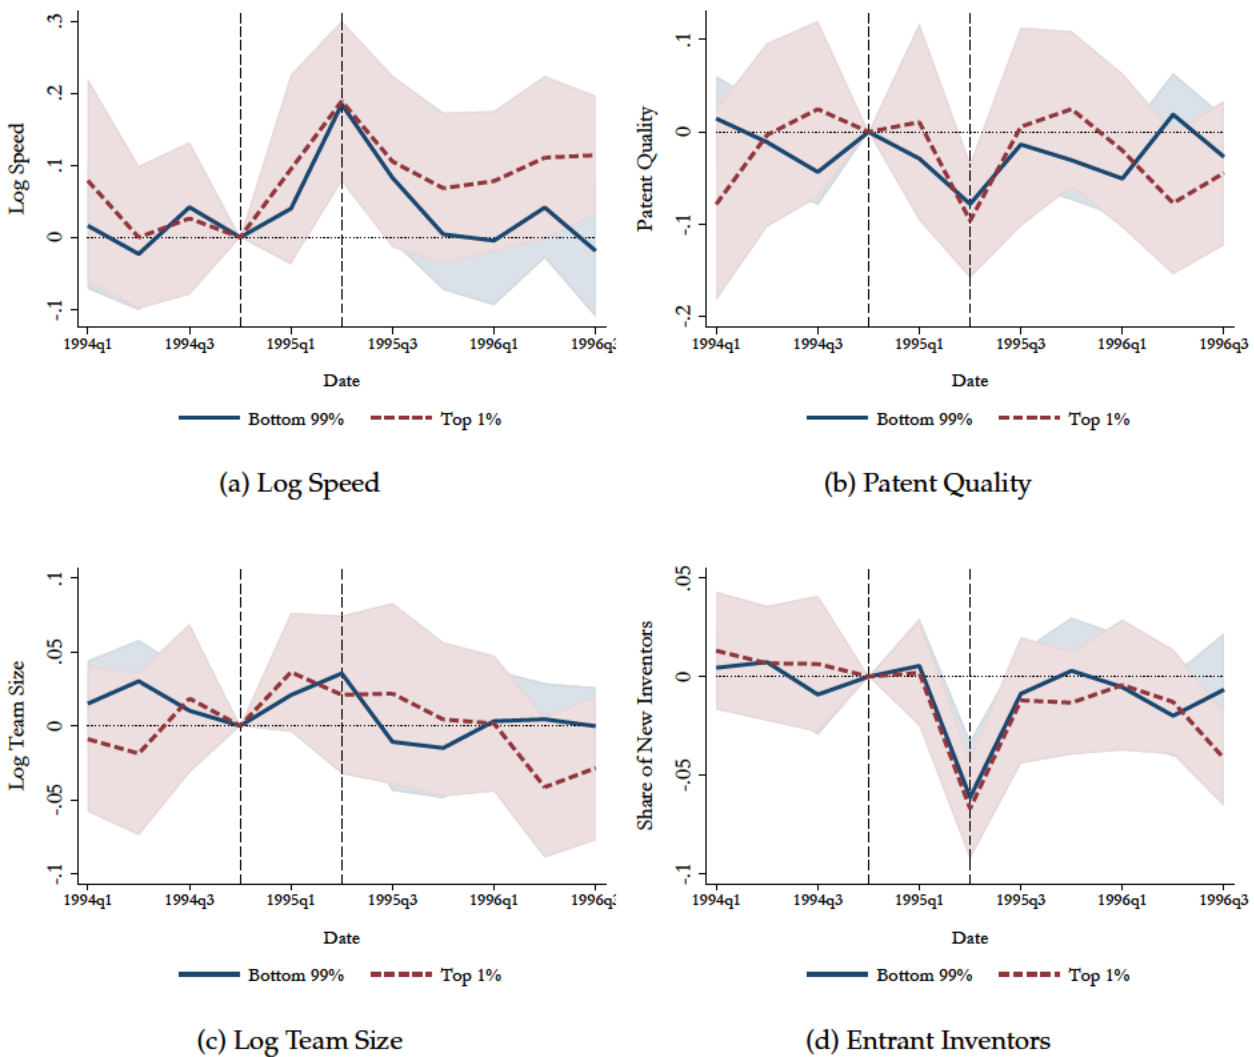 .3
.2
.1
0
-.1
Log Speed
1994q1 1994q3 1995q1 1995q3 1996q1 1996q3
Date
Bottom 99% Top 1%
(a) Log Speed
.1
0
-.1
-.2
Patent Quality
1994q1 1994q3 1995q1 1995q3 1996q1 1996q3
Date
Bottom 99% Top 1%
(b) Patent Quality
.1
.05
0
-.05
-.1
Log Team Size
1994q1 1994q3 1995q1 1995q3 1996q1 1996q3
Date
Bottom 99% Top 1%
(c) Log Team Size
.05
0
-.05
-.1
Share of New Inventors
1994q1 1994q3 1995q1 1995q3 1996q1 1996q3
Date
Bottom 99% Top 1%
(d) Entrant Inventors